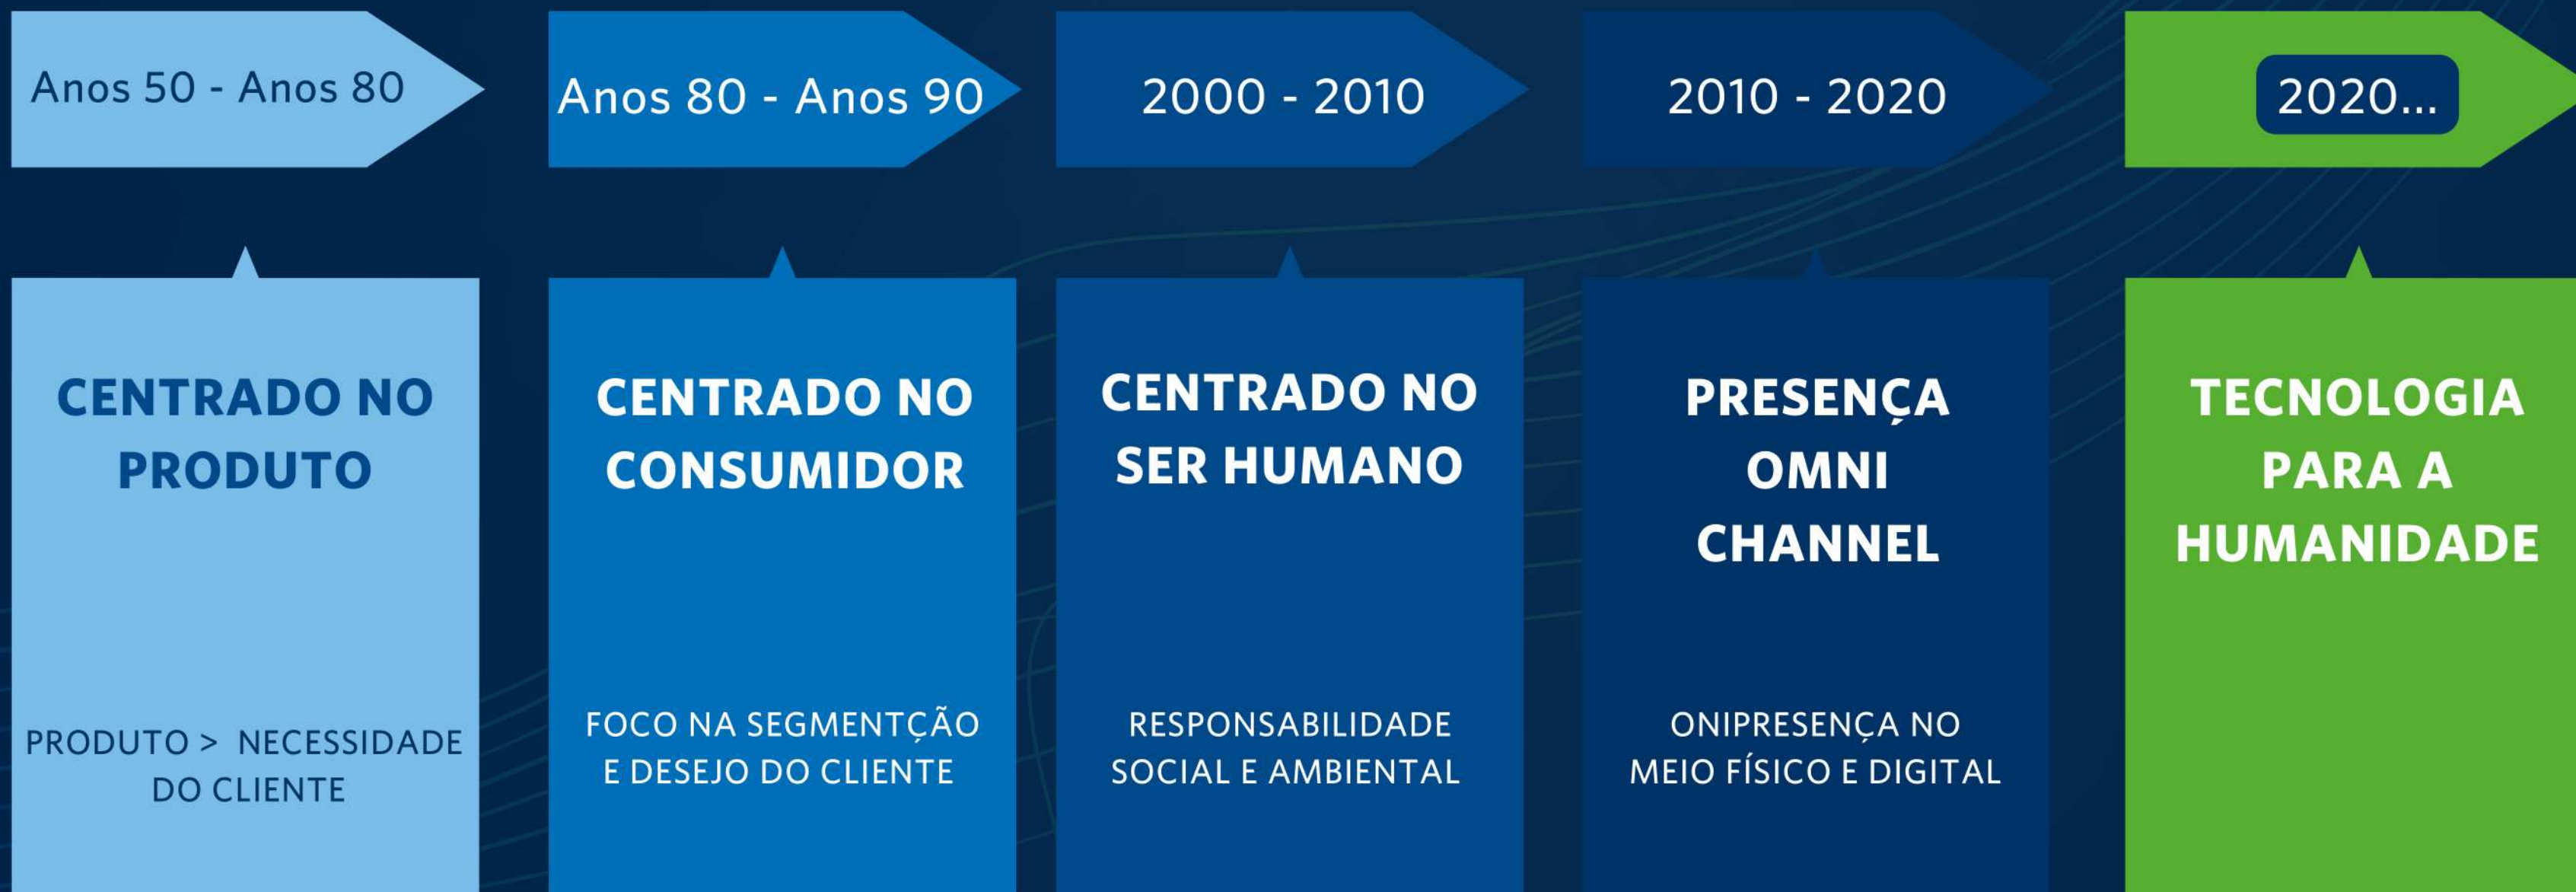 Anos 50 - Anos 80
Anos 80 - Anos 90
2000 - 2010
2010 - 2020
2020...
CENTRADO NO
PRODUTO
PRODUTO > NECESSIDADE
DO CLIENTE
CENTRADO NO
CONSUMIDOR
FOCO NA SEGMENTÇÃO
E DESEJO DO CLIENTE
CENTRADO NO
SER HUMANO
RESPONSABILIDADE
SOCIAL E AMBIENTAL
PRESENÇA
OMNI
CHANNEL
ONIPRESENÇA NO
MEIO FÍSICO E DIGITAL
TECNOLOGIA
PARA A
HUMANIDADE